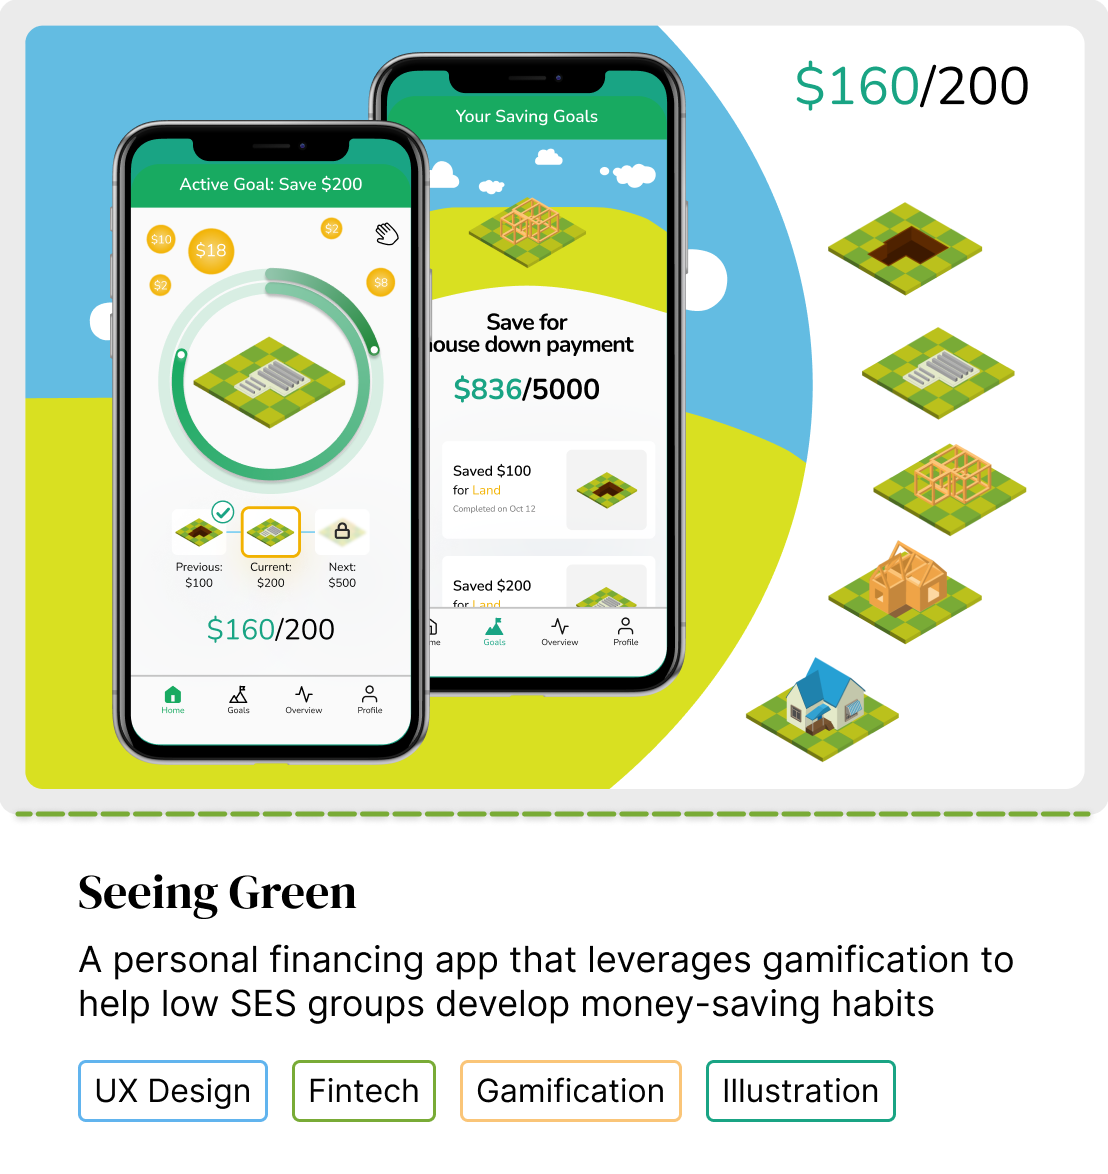 $160/200
Your Saving Goals
Save for
house down payment
$836/5000
Saved $100
for Land
Completed on Oct 12
Saved $200
for Land
Goals
Overview
Profile
Active Goal: Save $200
$10
$18
$2
$2
$8
Previous:
$100
Current:
$200
Next:
$500
$160/200
Home
Goals
Overview
Profile
Seeing Green
A personal financing app that leverages gamification to
help low SES groups develop money-saving habits
UX Design
Fintech
Gamification
Illustration